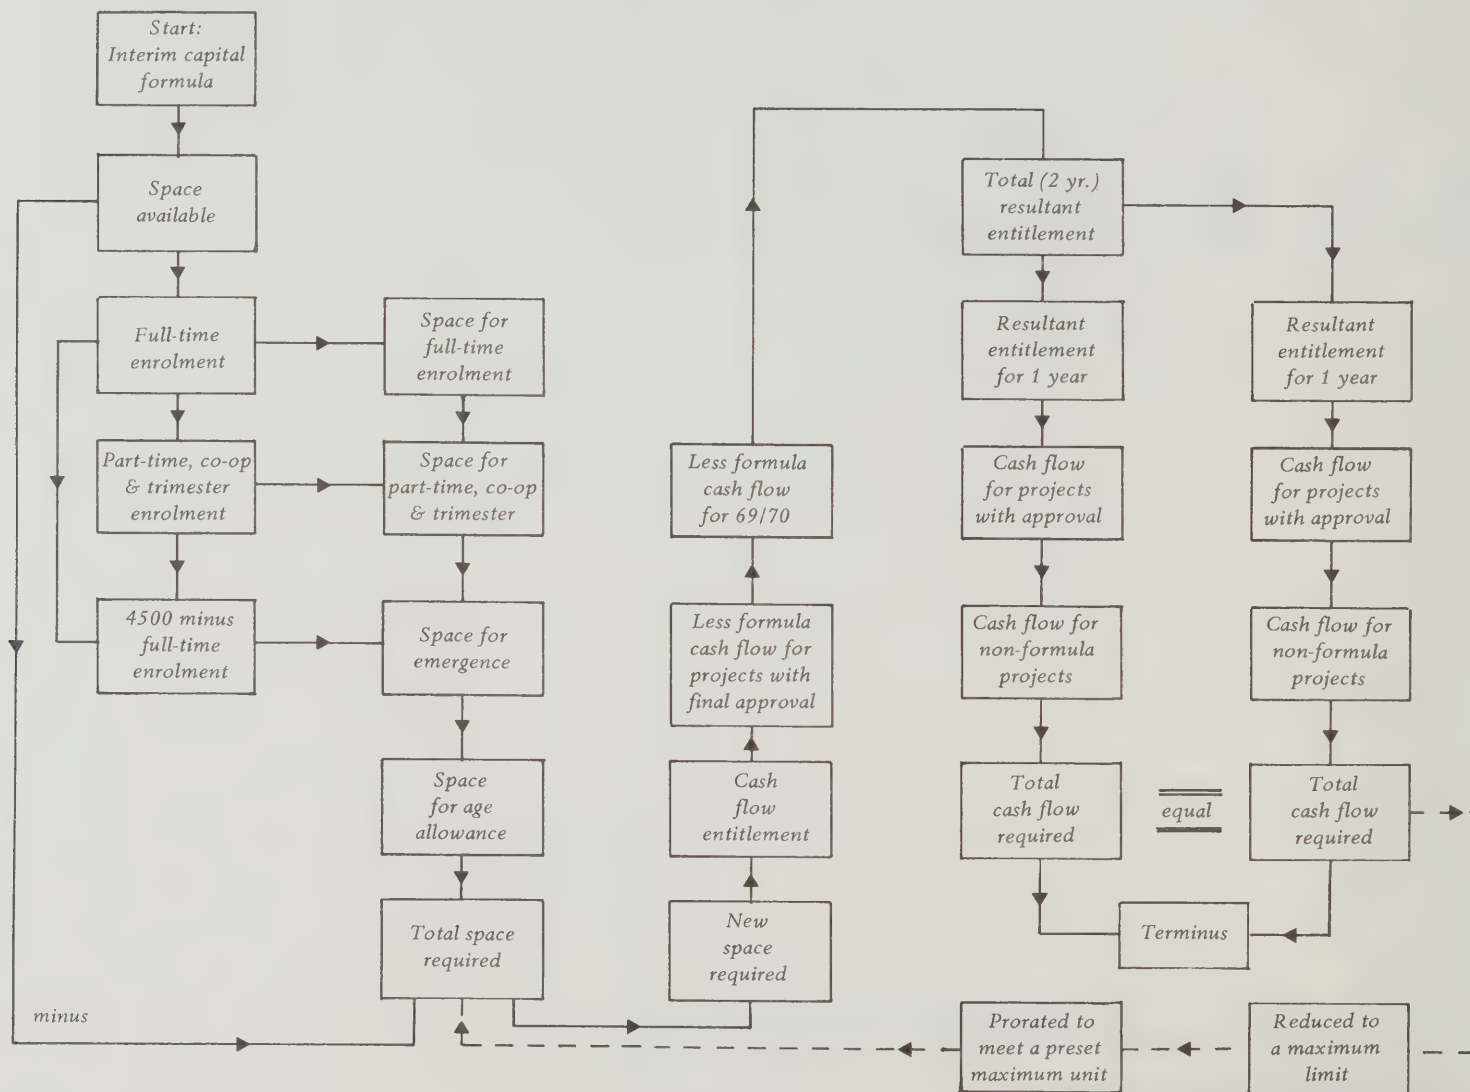 Start:
Interim capital
formula
Space
available
Full-time
enrolment
Space for
full-time
enrolment
Part-time, co-op
& trimester
enrolment
Space for
part-time, co-op
& trimester
4500 minus
full-time
enrolment
Space for
emergence
Space
for age
allowance
Total space
required
minus
New
space
required
Cash
flow
entitlement
Less formula
cash flow for
projects with
final approval
Less formula
cash flow
for 69/70
Total (2 yr.)
resultant
entitlement
Resultant
entitlement
for 1 year
Cash flow
for projects
with approval
Cash flow for
non-formula
projects
Total
cash flow
required
equal
Resultant
entitlement
for 1 year
Cash flow
for projects
with approval
Cash flow for
non-formula
projects
Total
cash flow
required
Terminus
Reduced to
a maximum
limit
Prorated to
meet a preset
maximum unit